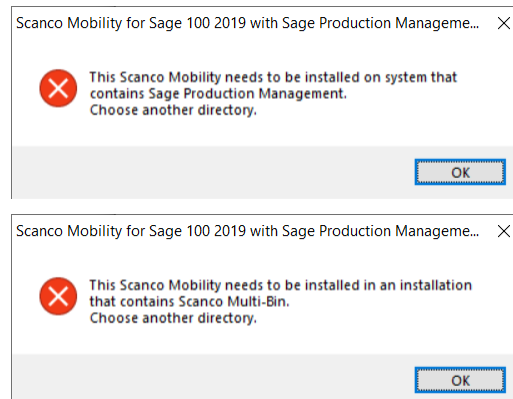 Scanco Mobility for Sage 100 2019 with Sage Production Manageme...
This Scanco Mobility needs to be installed on system that
contains Sage Production Management.
Choose another directory.
OK
Scanco Mobility for Sage 100 2019 with Sage Production Manageme...
This Scanco Mobility needs to be installed in an installation
that contains Scanco Multi-Bin.
Choose another directory.
OK